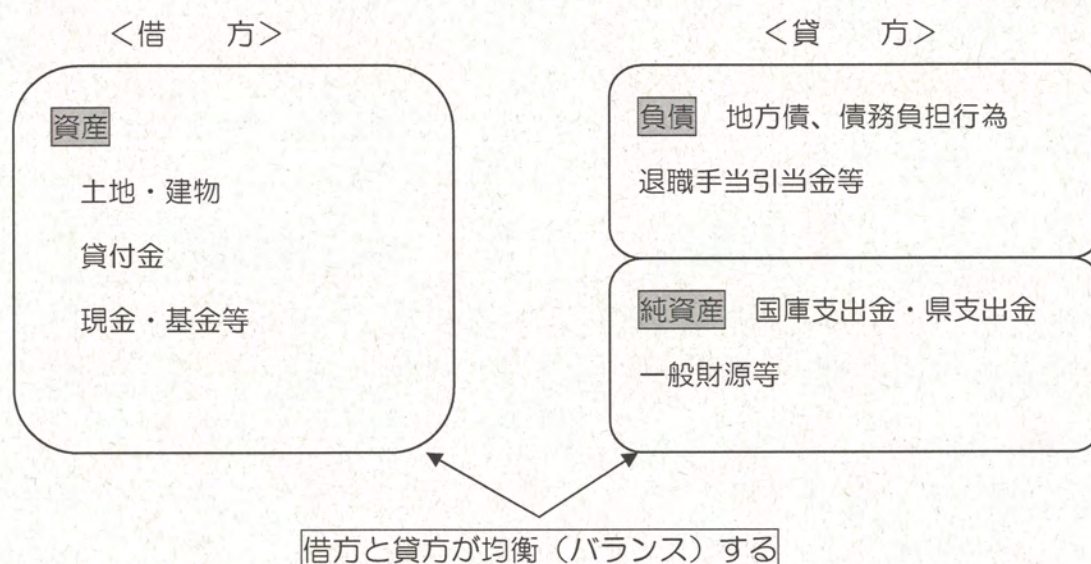 <借　　方>
資産
土地・建物
貸付金
現金・基金等
<貸　　方>
負債　地方債、債務負担行為
退職手当引当金等
純資産　国庫支出金・県支出金
一般財源等
借方と貸方が均衡（バランス）する